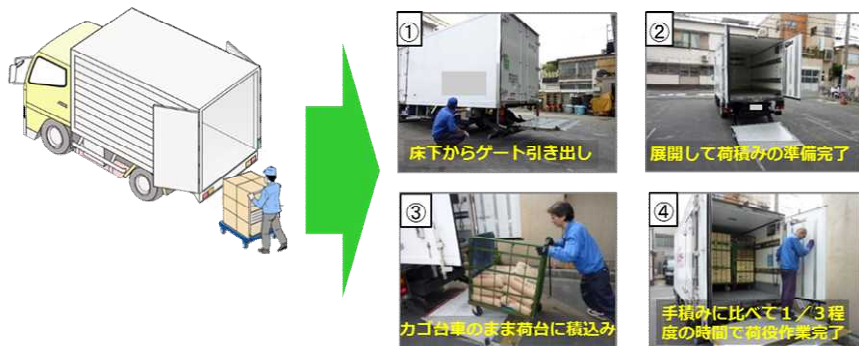 ①
床下からゲート引き出し
②
展開して荷積みの準備完了
③
カゴ台車のまま荷台に積込み
④
手積みに比べて１／３程
度の時間で荷役作業完了